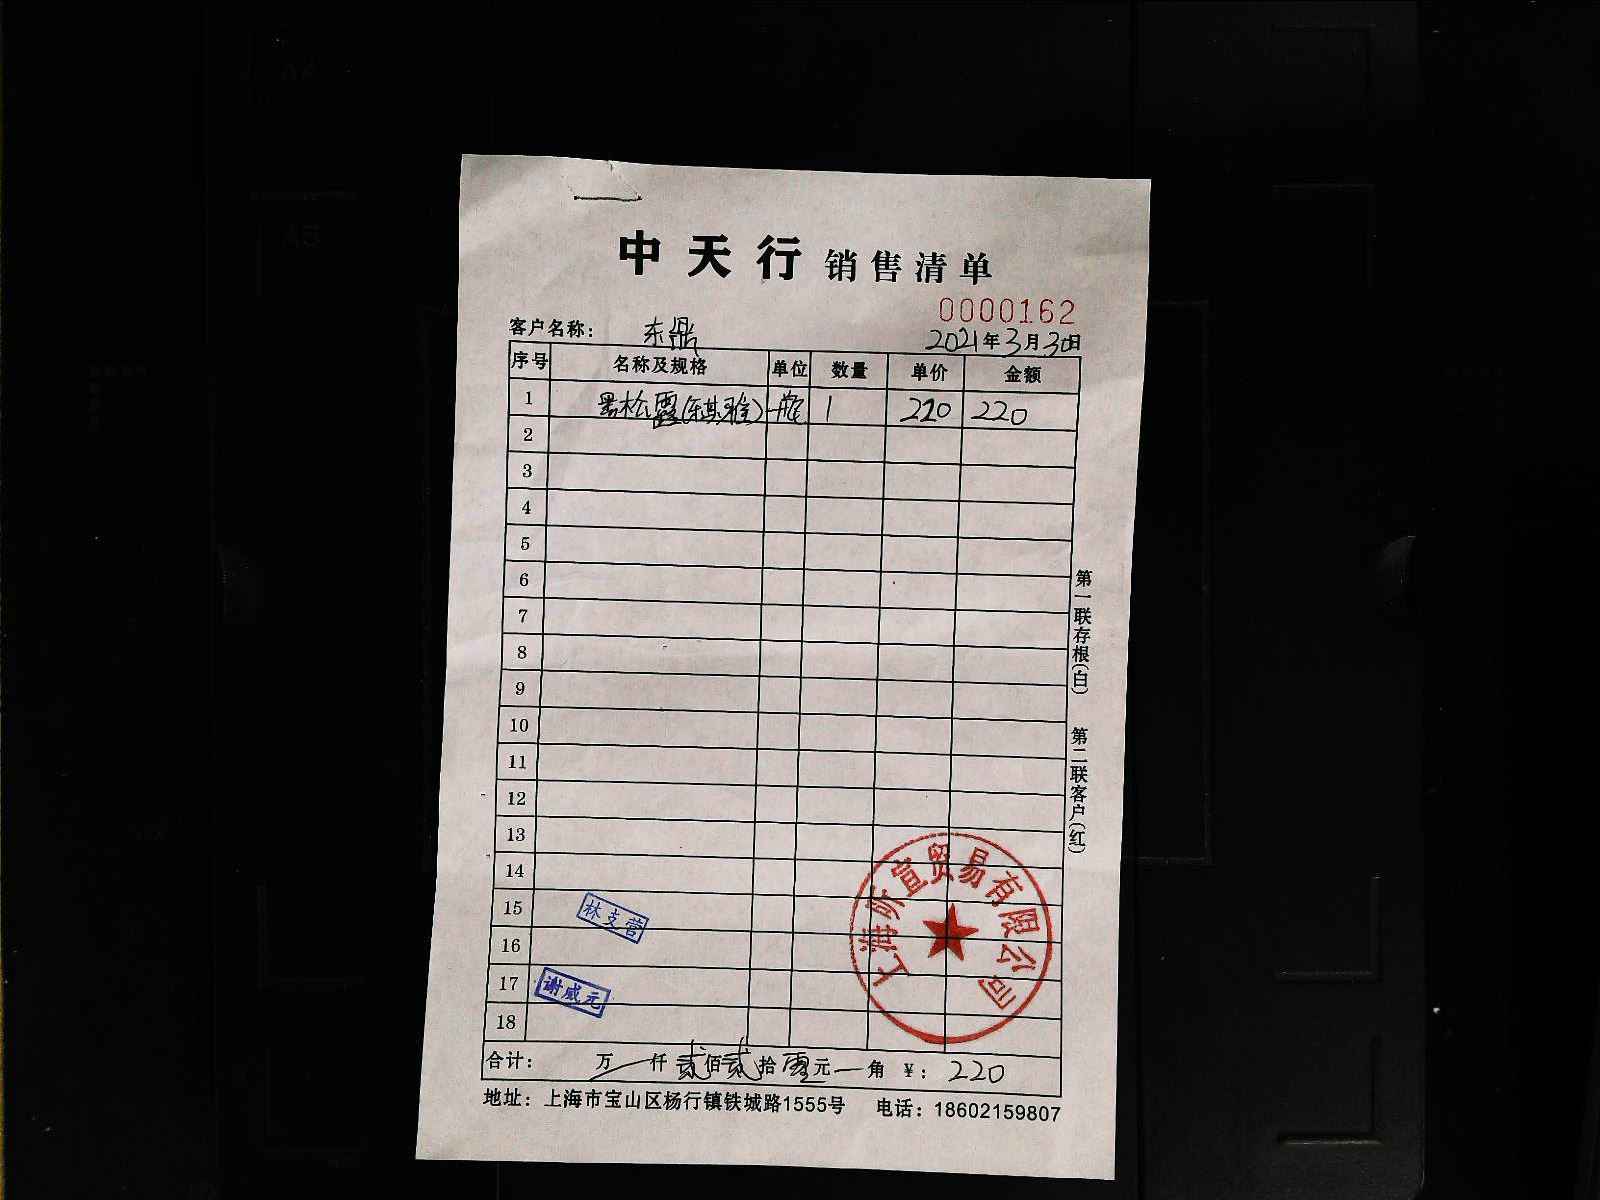 中天行 销售清单
0000162
客户名称: 东鼎 2021年3月30日
序号 名称及规格 单位 数量 单价 金额
1 黑松露 瓶 1 220 220
2
3
4
5
6
7
8
9
10
11
12
13
14
15
16
17
18
林支营
谢威元
上海昕宣贸易有限公司
合计: 万 仟 贰佰贰拾零元 角 ¥: 220
地址: 上海市宝山区杨行镇铁城路1555号 电话: 18602159807
第一联存根(白) 第二联客户(红)